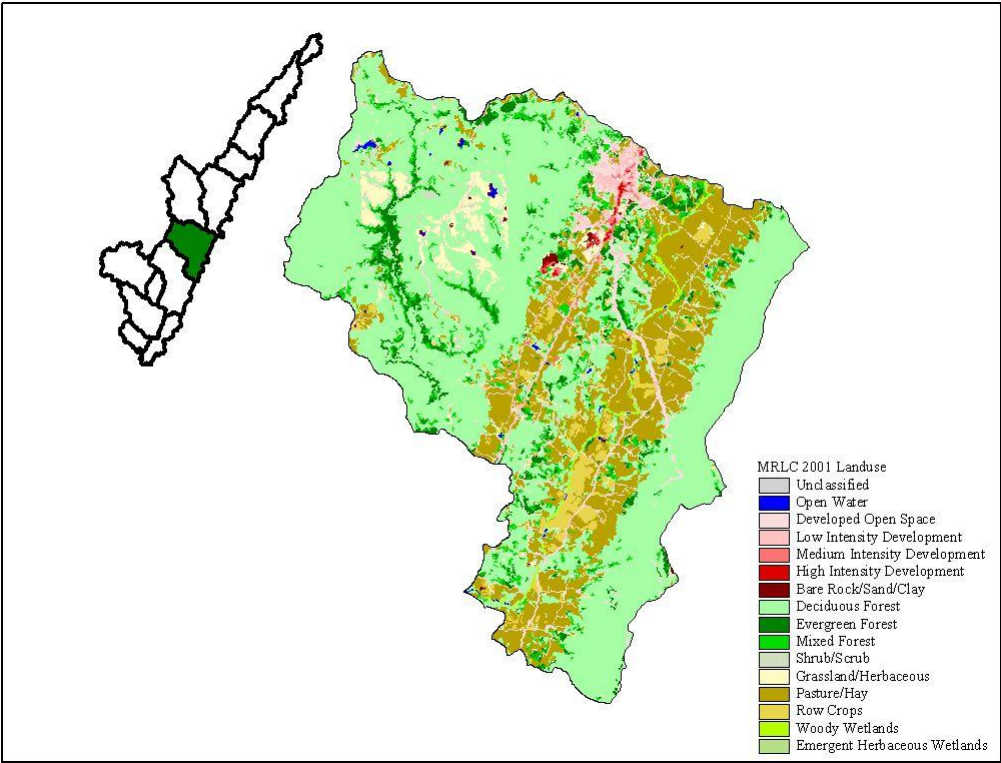 MRLC 2001 Landuse
Unclassified
Open Water
Developed Open Space
Low Intensity Development
Medium Intensity Development
High Intensity Development
Bare Rock/Sand/Clay
Deciduous Forest
Evergreen Forest
Mixed Forest
Shrub/Scrub
Grassland/Herbaceous
Pasture/Hay
Row Crops
Woody Wetlands
Emergent Herbaceous Wetlands